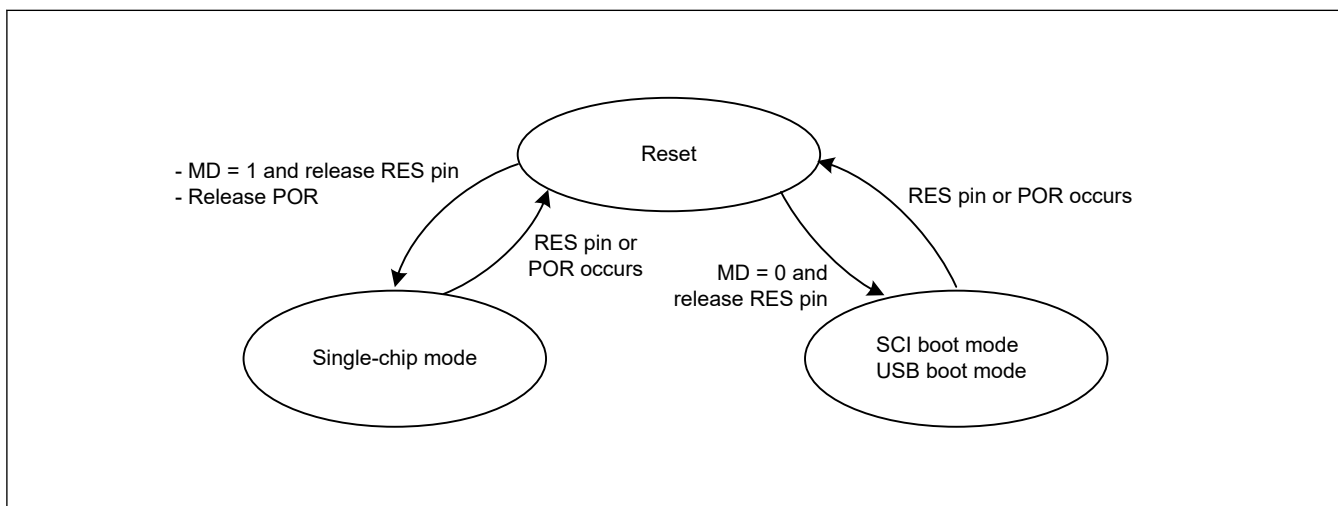 Reset
- MD = 1 and release RES pin
- Release POR
RES pin or POR occurs
RES pin or
POR occurs
MD = 0 and
release RES pin
Single-chip mode
SCI boot mode
USB boot mode